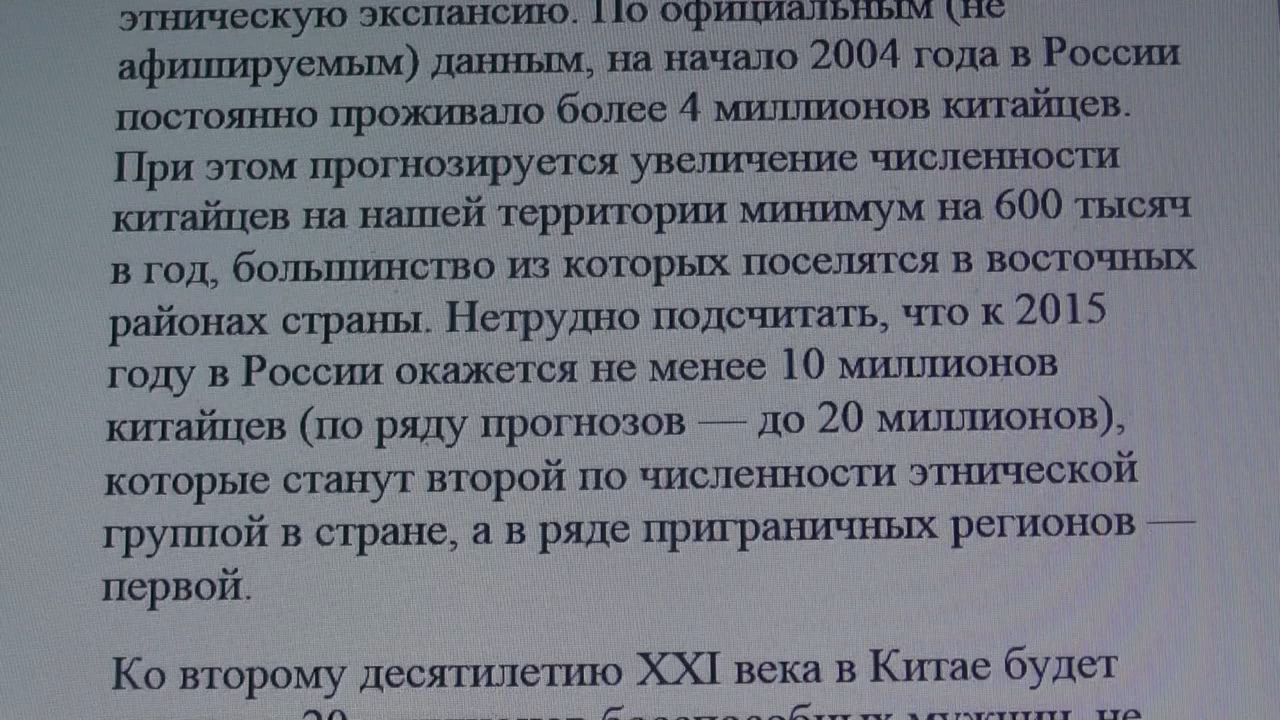 этническую экспансию. По официальным (не
афишируемым) данным, на начало 2004 года в России
постоянно проживало более 4 миллионов китайцев.
При этом прогнозируется увеличение численности
китайцев на нашей территории минимум на 600 тысяч
в год, большинство из которых поселятся в восточных
районах страны. Нетрудно подсчитать, что к 2015
году в России окажется не менее 10 миллионов
китайцев (по ряду прогнозов — до 20 миллионов),
которые станут второй по численности этнической
группой в стране, а в ряде приграничных регионов —
первой.
Ко второму десятилетию XXI века в Китае будет
20 мужчин, не